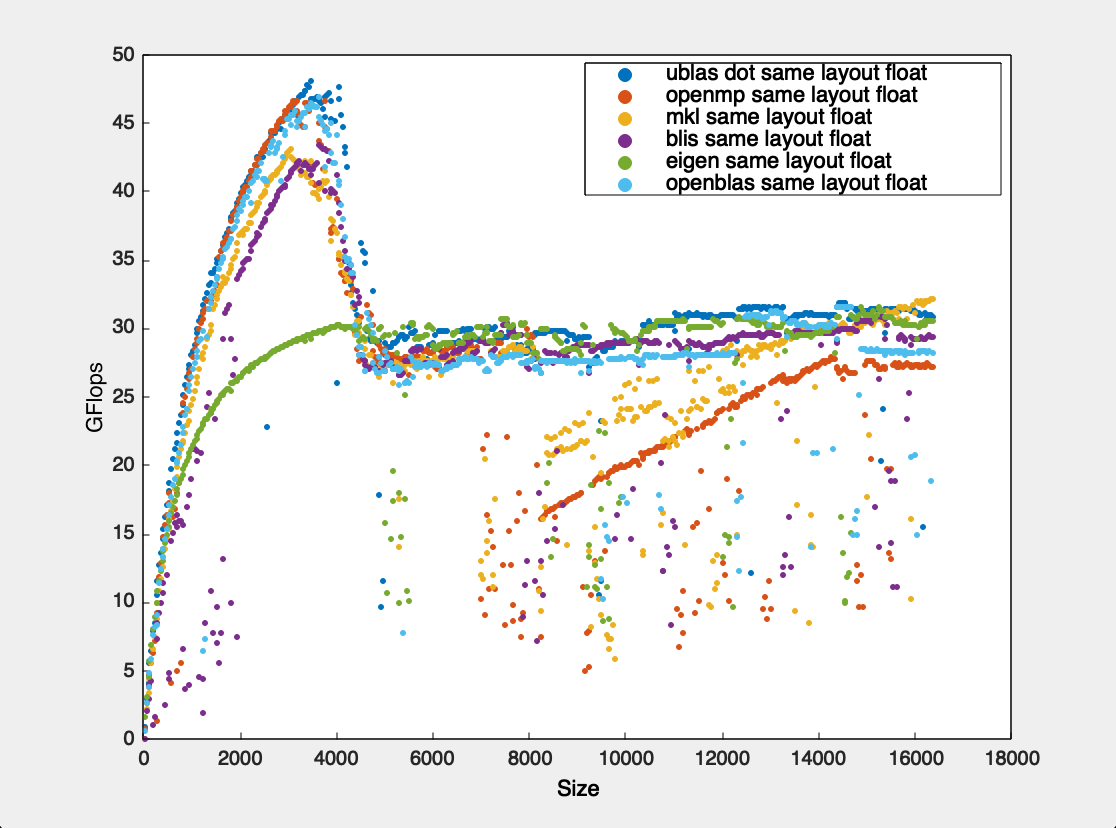 50
45
40
35
30
25
20
15
10
5
0
GFlops
ublas dot same layout float
openmp same layout float
mkl same layout float
blis same layout float
eigen same layout float
openblas same layout float
0 2000 4000 6000 8000 10000 12000 14000 16000 18000
Size